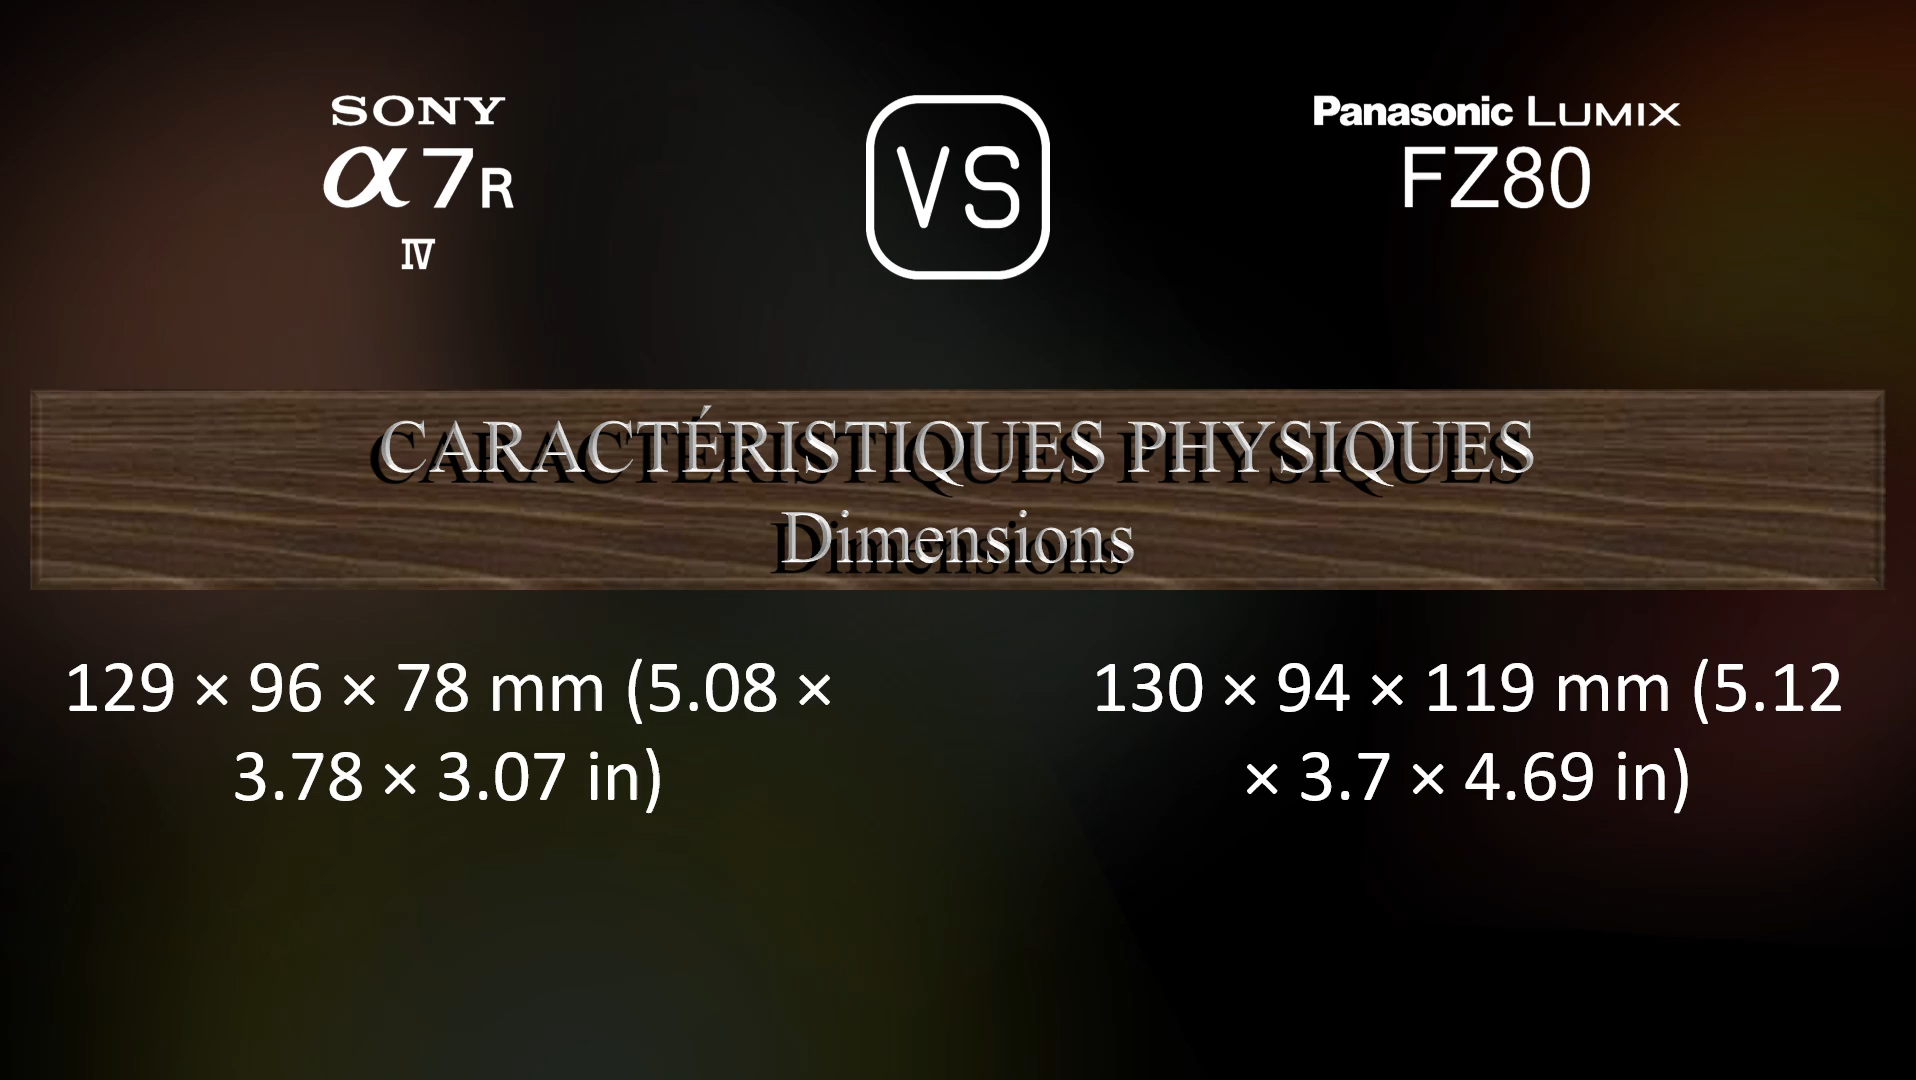 SONY
α7R
IV
VS
Panasonic LUMIX
FZ80
CARACTÉRISTIQUES PHYSIQUES
Dimensions
129 × 96 × 78 mm (5.08 ×
3.78 × 3.07 in)
130 × 94 × 119 mm (5.12
× 3.7 × 4.69 in)